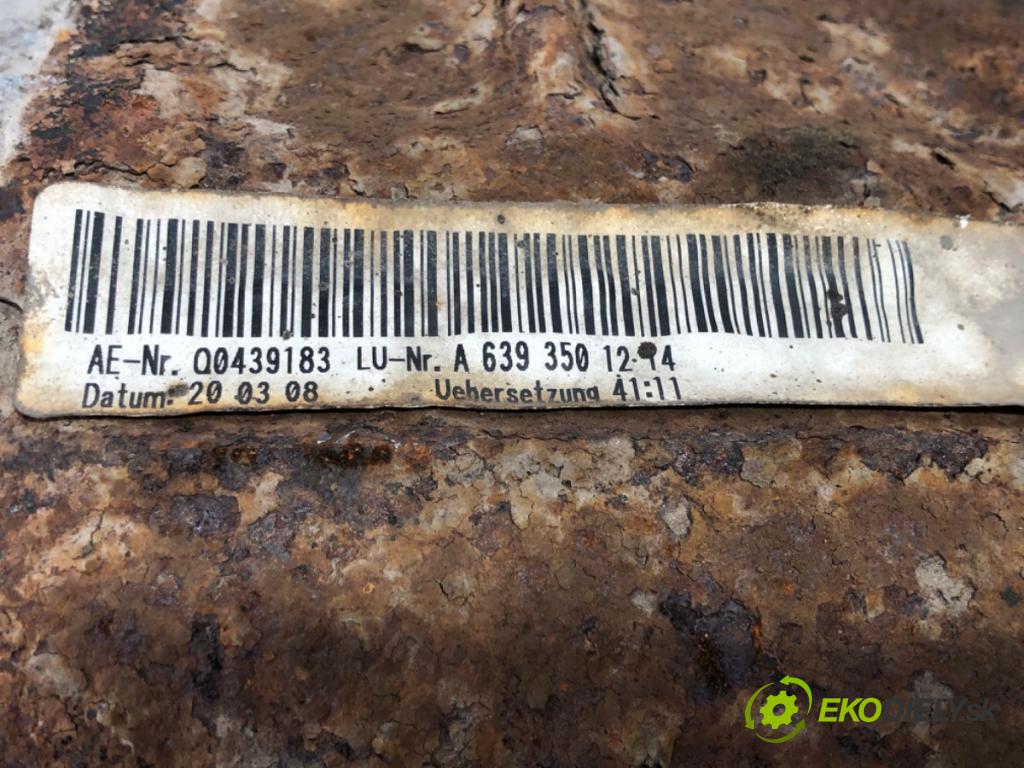 AE-Nr. Q0439183 LU-Nr. A 639 350 12 14
Datum: 20 03 08 Uebersetzung 41:11
EKODIELY.sk